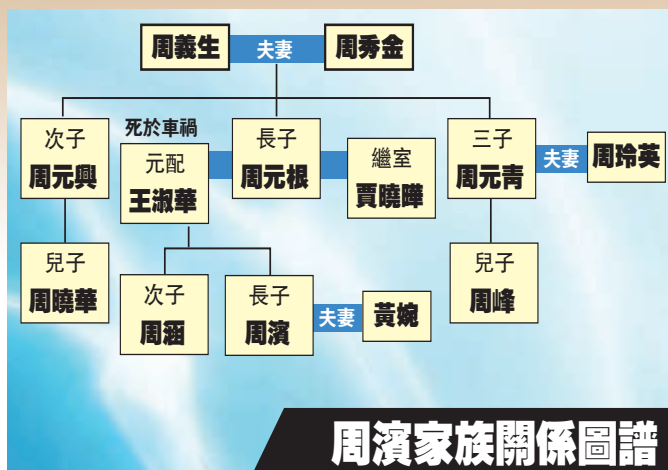 周義生 夫妻 周秀金
次子
周元興
死於車禍
元配
王淑華
長子
周元根
繼室
賈曉曄
三子
周元青
夫妻
周玲英
兒子
周曉華
次子
周涵
長子
周濱
夫妻
黃婉
兒子
周峰
周濱家族關係圖譜